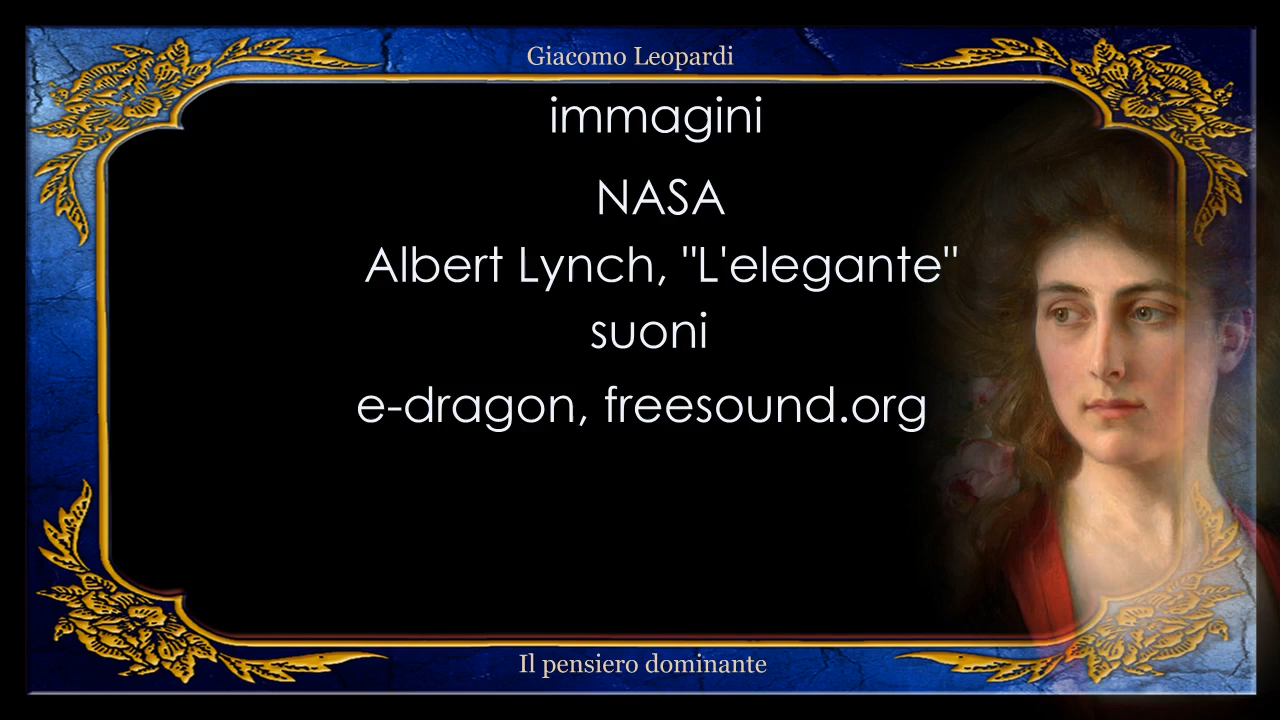 Giacomo Leopardi
immagini
NASA
Albert Lynch, "L'elegante"
suoni
e-dragon, freesound.org
Il pensiero dominante